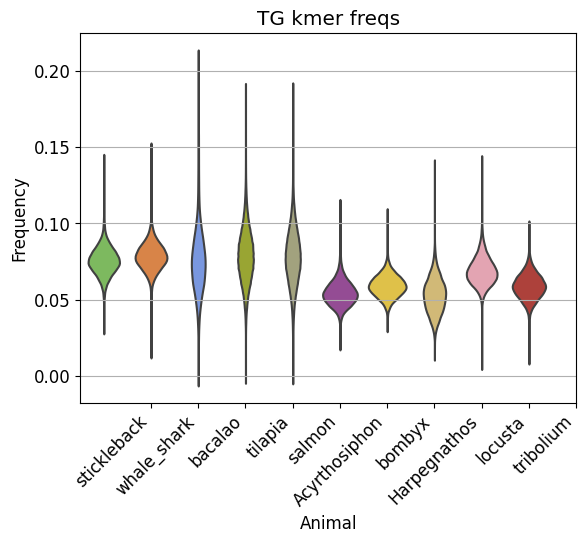 TG kmer freqs
Frequency
0.20
0.15
0.10
0.05
0.00
stickleback
whale_shark
bacalao
tilapia
salmon
Acyrthosiphon
bombyx
Harpegnathos
locusta
tribolium
Animal